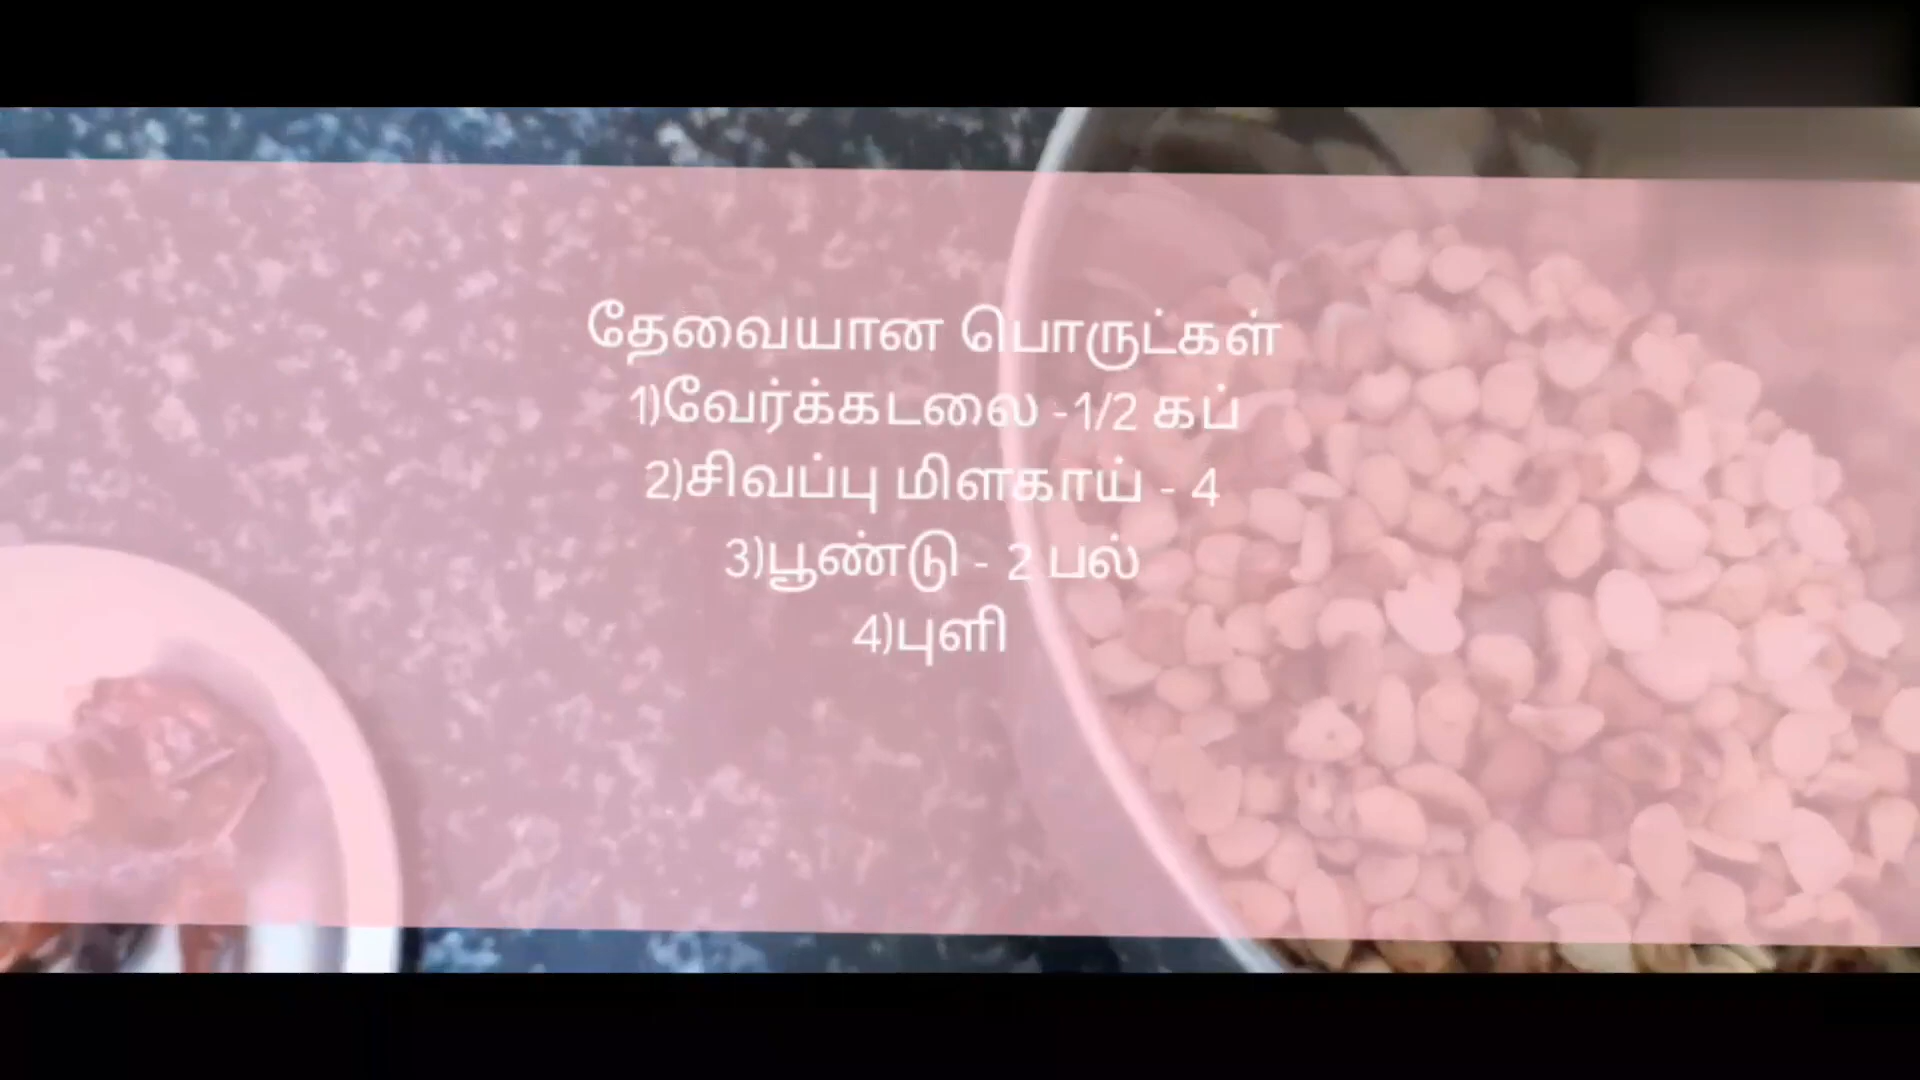 தேவையான பொருட்கள்
1)வேர்க்கடலை -1/2 கப்
2)சிவப்பு மிளகாய் - 4
3)பூண்டு - 2 பல்
4)புளி